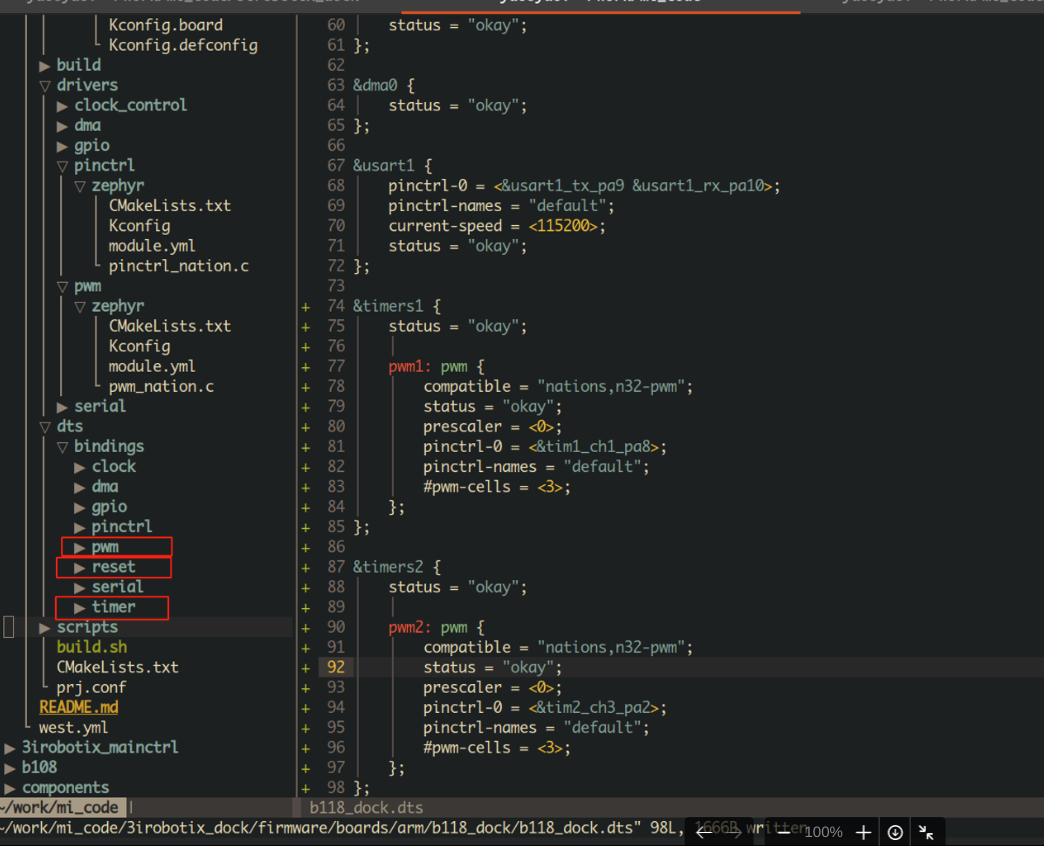 Kconfig.board
Kconfig.defconfig
build
drivers
clock_control
dma
gpio
pinctrl
zephyr
CMakeLists.txt
Kconfig
module.yml
pinctrl_nation.c
pwm
zephyr
CMakeLists.txt
Kconfig
module.yml
pwm_nation.c
serial
dts
bindings
clock
dma
gpio
pinctrl
pwm
reset
serial
timer
scripts
build.sh
CMakeLists.txt
prj.conf
README.md
west.yml
3irobotix_mainctrl
b108
components
~/work/mi_code
60 status = "okay";
61 };
62
63 &dma0 {
64 status = "okay";
65 };
66
67 &usart1 {
68 pinctrl-0 = <&usart1_tx_pa9 &usart1_rx_pa10>;
69 pinctrl-names = "default";
70 current-speed = <115200>;
71 status = "okay";
72 };
73
+ 74 &timers1 {
+ 75 status = "okay";
+ 76
+ 77 pwm1: pwm {
+ 78 compatible = "nations,n32-pwm";
+ 79 status = "okay";
+ 80 prescaler = <0>;
+ 81 pinctrl-0 = <&tim1_ch1_pa8>;
+ 82 pinctrl-names = "default";
+ 83 #pwm-cells = <3>;
+ 84 };
+ 85 };
+ 86
+ 87 &timers2 {
+ 88 status = "okay";
+ 89
+ 90 pwm2: pwm {
+ 91 compatible = "nations,n32-pwm";
+ 92 status = "okay";
+ 93 prescaler = <0>;
+ 94 pinctrl-0 = <&tim2_ch3_pa2>;
+ 95 pinctrl-names = "default";
+ 96 #pwm-cells = <3>;
+ 97 };
+ 98 };
b118_dock.dts
~/work/mi_code/3irobotix_dock/firmware/boards/arm/b118_dock/b118_dock.dts" 98L, 1666B written
100%